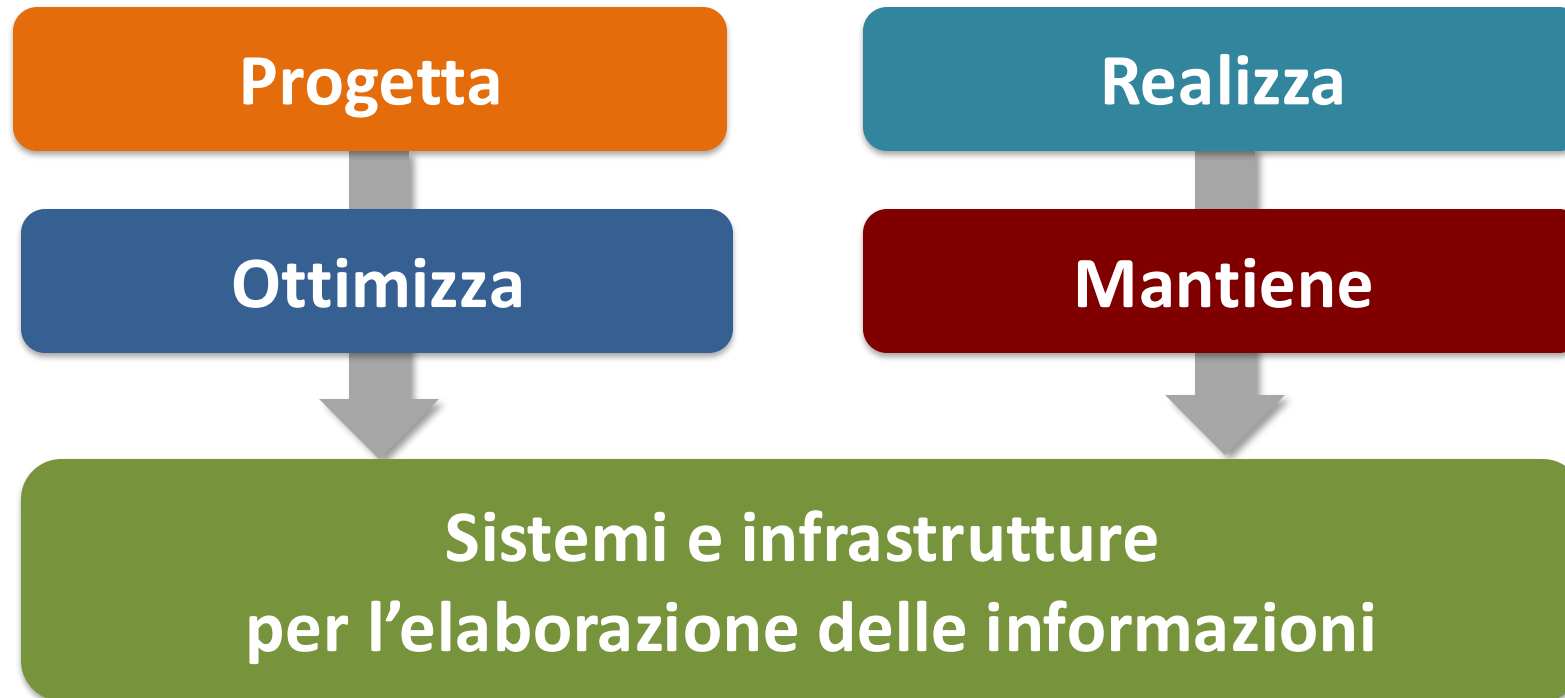 Progetta
Realizza
Ottimizza
Mantiene
Sistemi e infrastrutture
per l’elaborazione delle informazioni